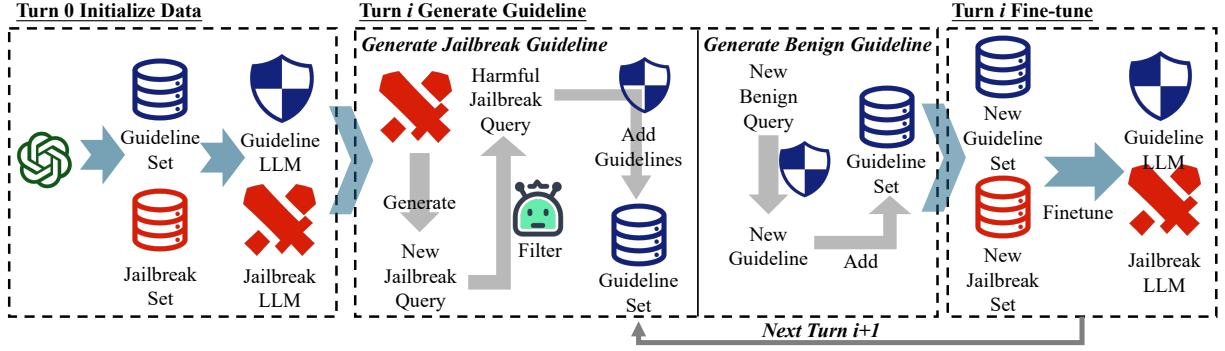 Turn 0 Initialize Data
Guideline
Set
Guideline
LLM
Jailbreak
Set
Jailbreak
LLM
Turn i Generate Guideline
Generate Jailbreak Guideline
Generate
New
Jailbreak
Query
Harmful
Jailbreak
Query
Filter
Add
Guidelines
Guideline
Set
Generate Benign Guideline
New
Benign
Query
New
Guideline
Add
Guideline
Set
Turn i Fine-tune
New
Guideline
Set
New
Jailbreak
Set
Finetune
Guideline
LLM
Jailbreak
LLM
Next Turn i+1